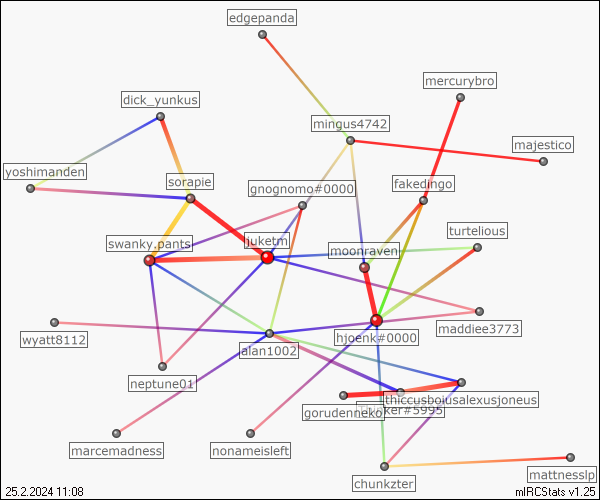 edgepanda
mercurybro
dick_yunkus
mingus4742
majestico
yoshimanden
sorapie
gnognomo#0000
fakedingo
turtelious
swanky.pants
juketm
moonraven
maddiee3773
wyatt8112
alan1002
hjoenk#0000
neptune01
thiccusboiusalexusjoneus
gorudenneko
#5995
marcemadness
nonameisleft
chunkzter
mattnesslp
25.2.2024 11:08
mIRCStats v1.25